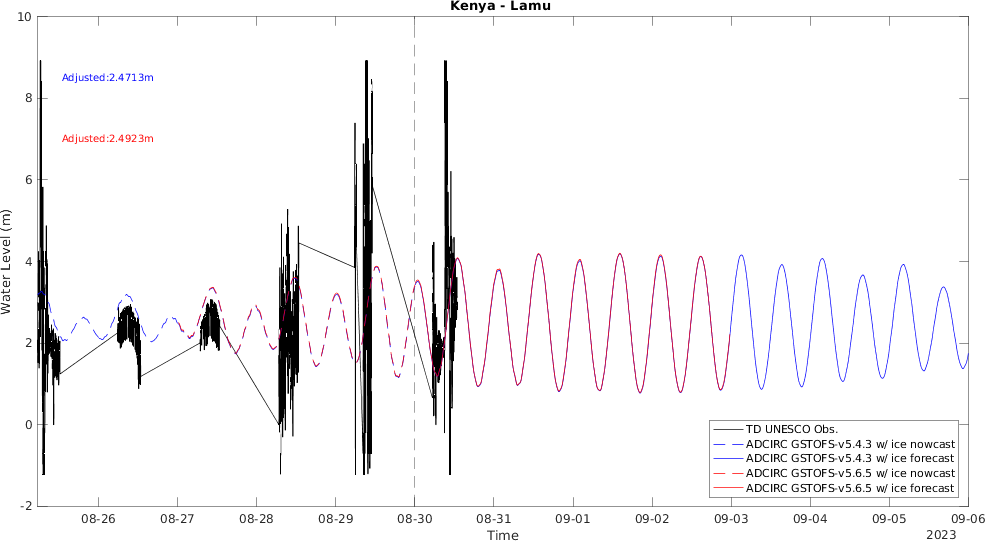 Kenya - Lamu
10
8
6
4
2
0
-2
Water Level (m)
Adjusted:2.4713m
Adjusted:2.4923m
TD UNESCO Obs.
ADCIRC GSTOFS-v5.4.3 w/ ice nowcast
ADCIRC GSTOFS-v5.4.3 w/ ice forecast
ADCIRC GSTOFS-v5.6.5 w/ ice nowcast
ADCIRC GSTOFS-v5.6.5 w/ ice forecast
08-26 08-27 08-28 08-29 08-30 08-31 09-01 09-02 09-03 09-04 09-05 09-06
Time
2023